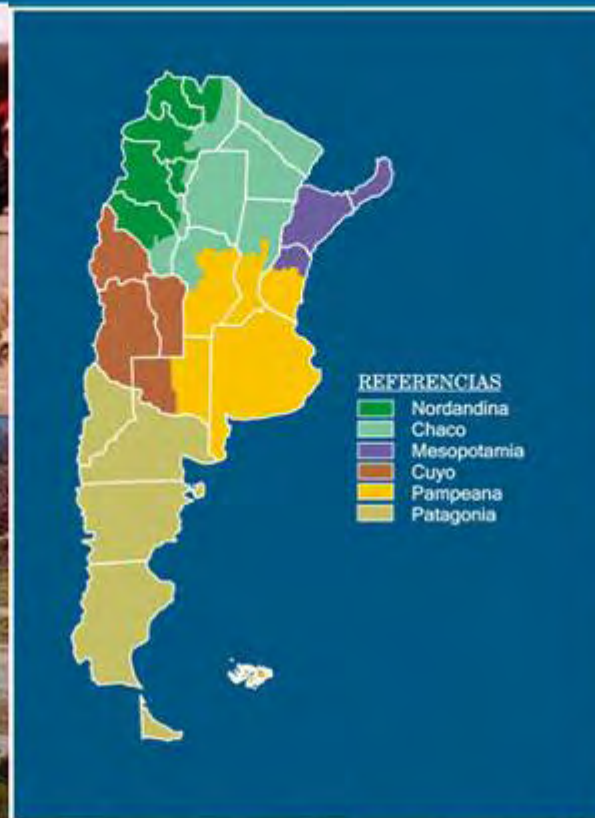 REFERENCIAS
Nordandina
Chaco
Mesopotamia
Cuyo
Pampeana
Patagonia